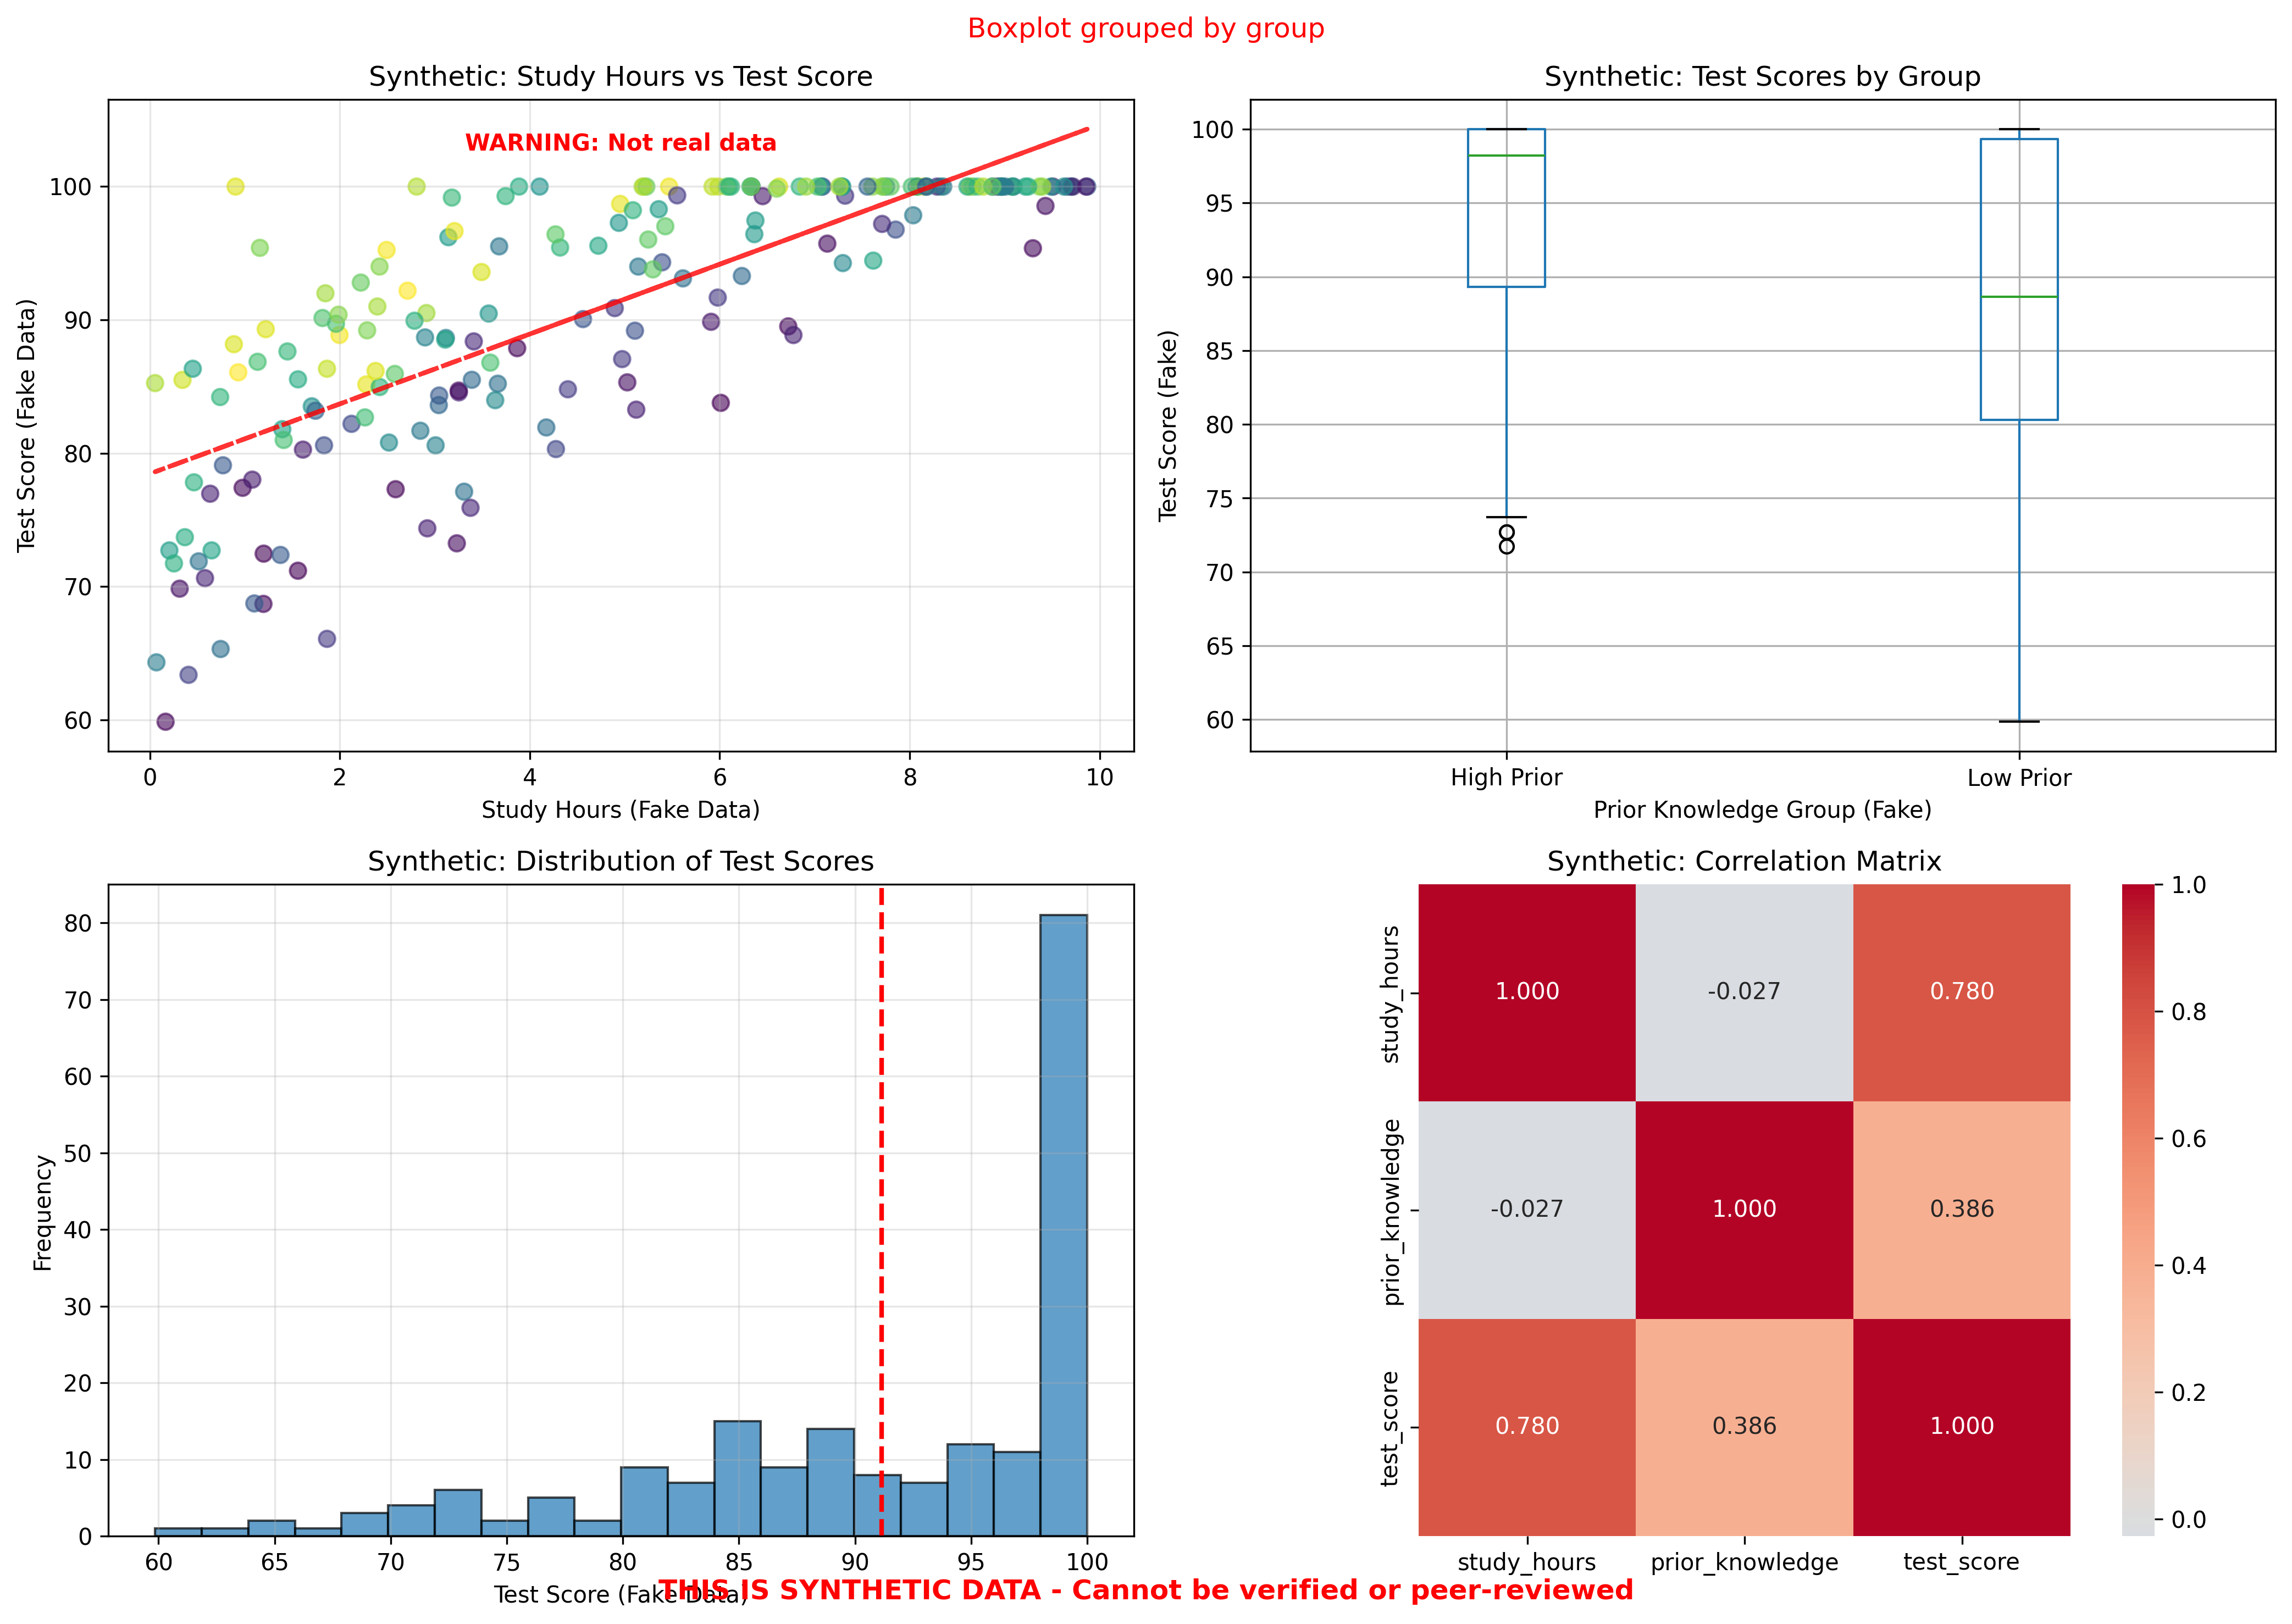 Boxplot grouped by group
Synthetic: Study Hours vs Test Score
WARNING: Not real data
Test Score (Fake Data)
100
90
80
70
60
0 2 4 6 8 10
Study Hours (Fake Data)
Synthetic: Test Scores by Group
Test Score (Fake)
100
95
90
85
80
75
70
65
60
High Prior Low Prior
Prior Knowledge Group (Fake)
Synthetic: Distribution of Test Scores
Frequency
80
70
60
50
40
30
20
10
0
60 65 70 75 80 85 90 95 100
Test Score (Fake Data)
Synthetic: Correlation Matrix
study_hours
prior_knowledge
test_score
1.000 -0.027 0.780
-0.027 1.000 0.386
0.780 0.386 1.000
study_hours prior_knowledge test_score
1.0
0.8
0.6
0.4
0.2
0.0
THIS IS SYNTHETIC DATA - Cannot be verified or peer-reviewed